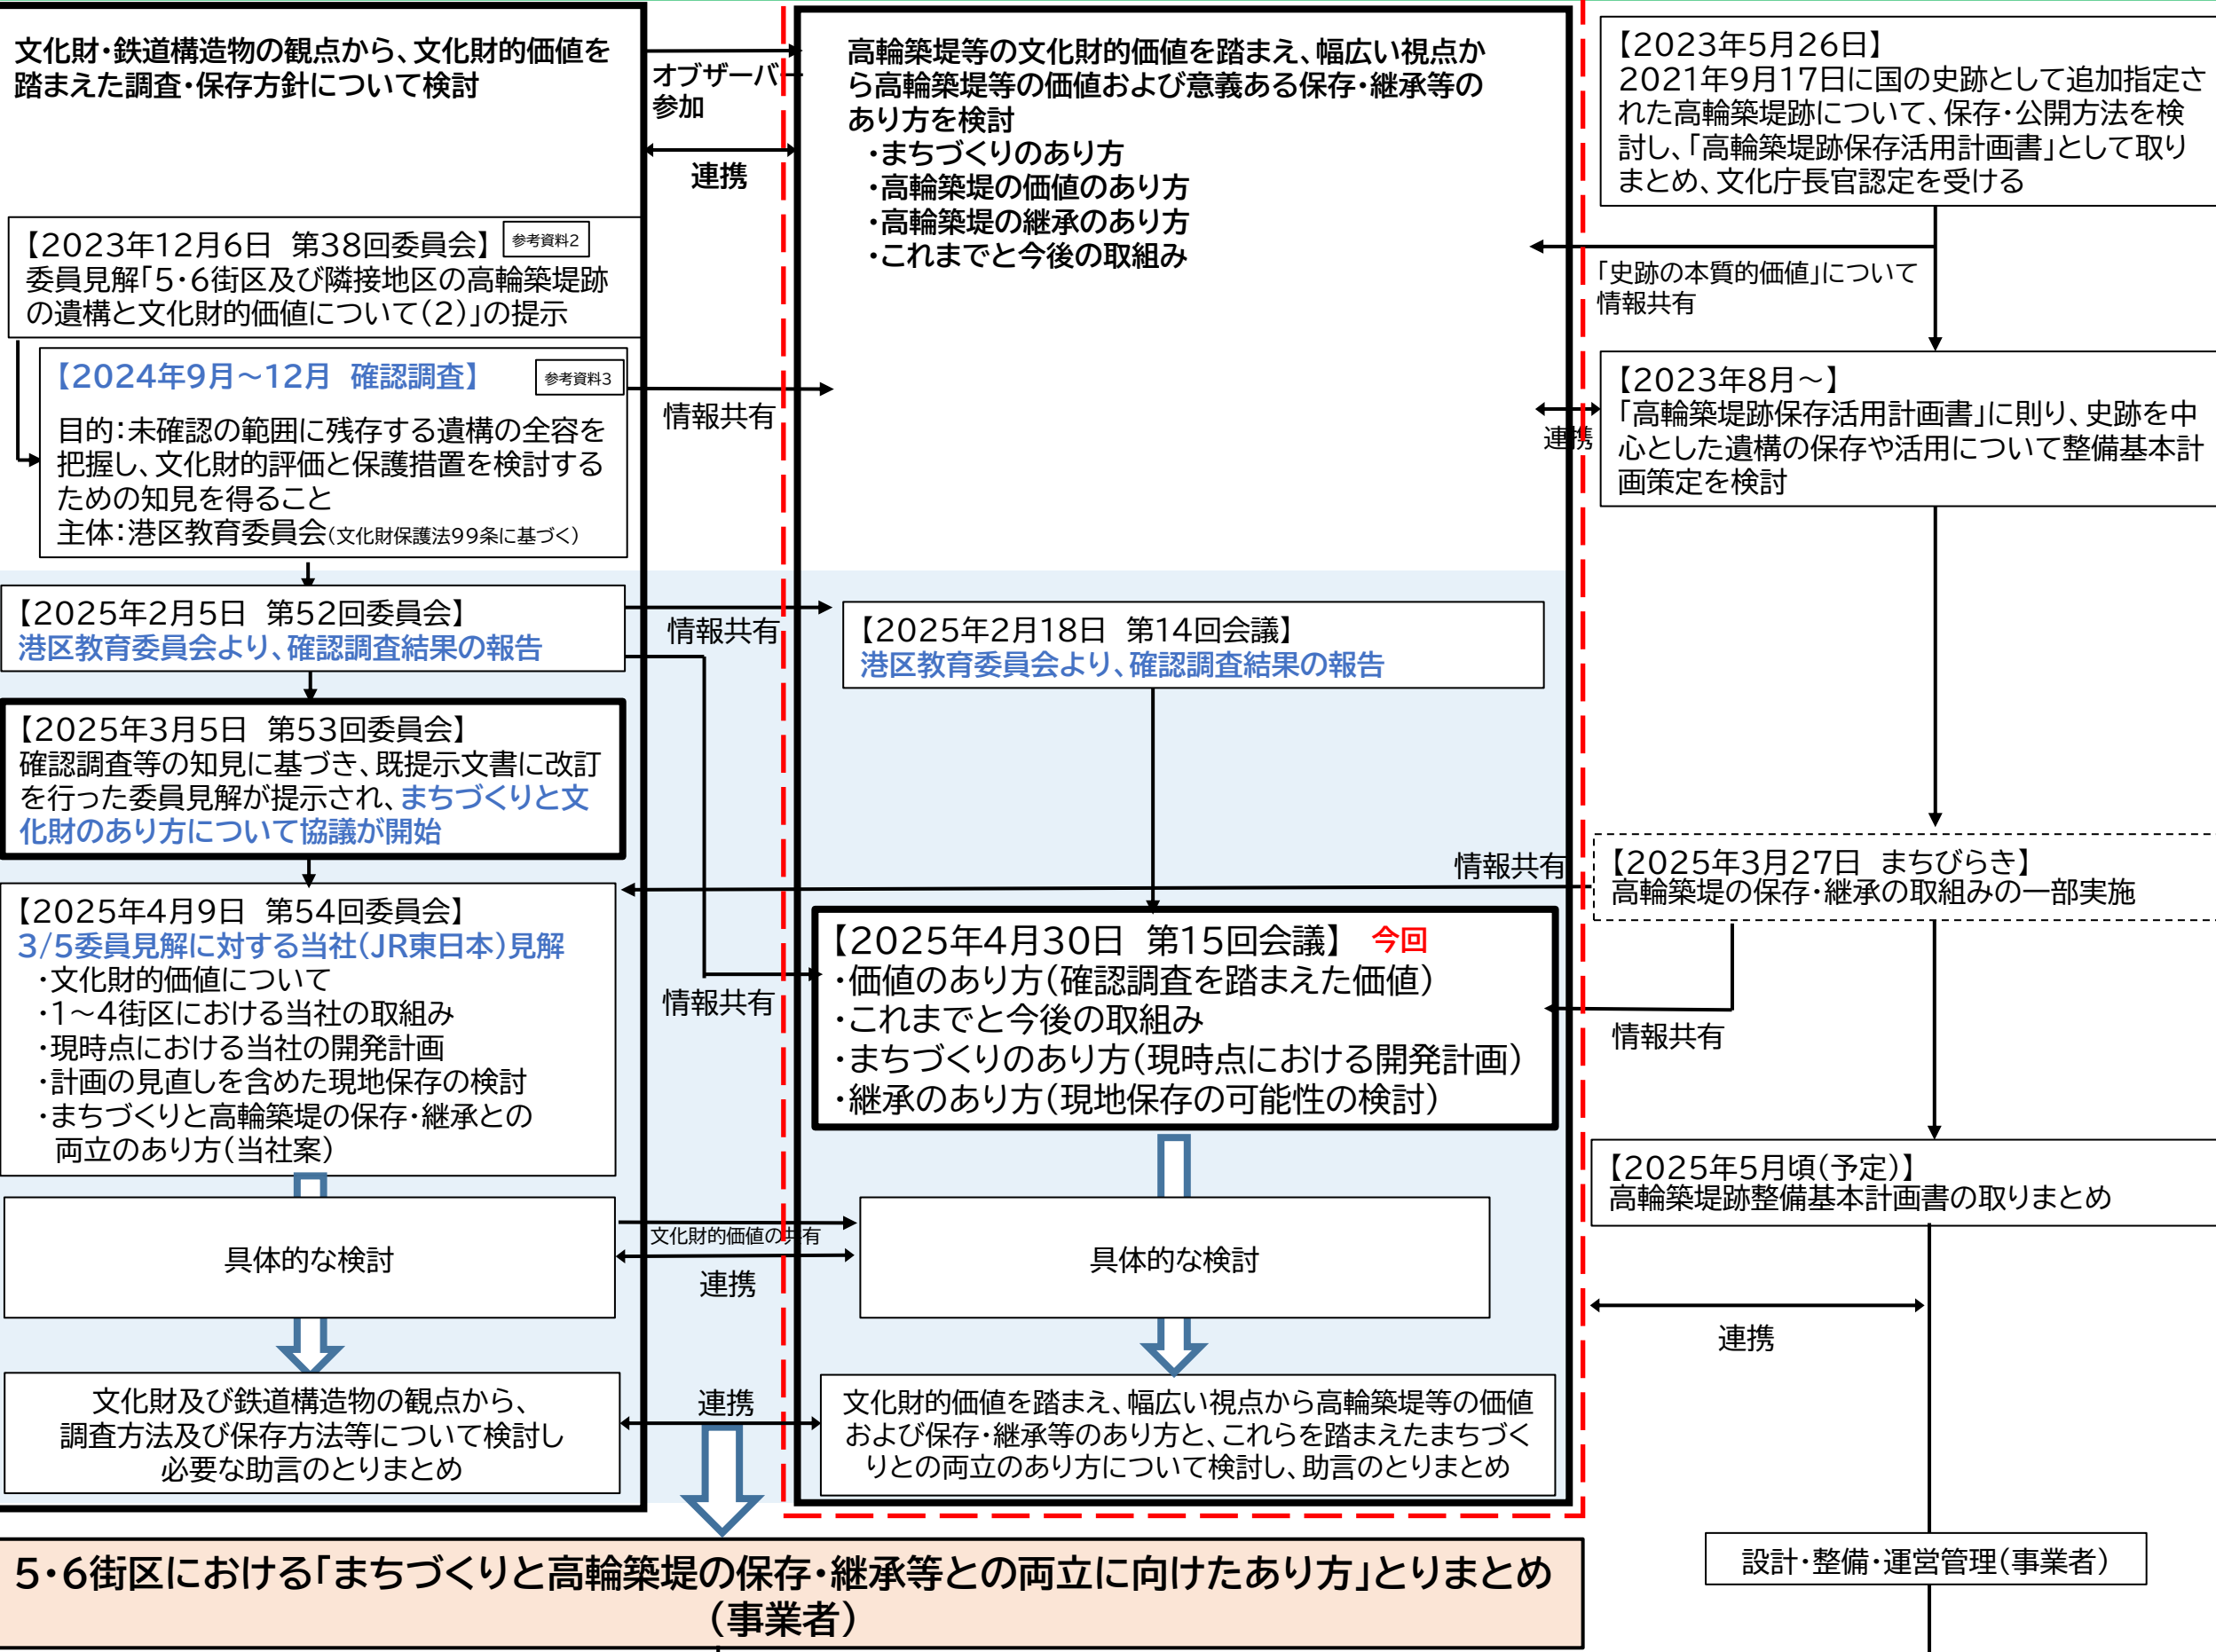 文化財・鉄道構造物の観点から、文化財的価値を
踏まえた調査・保存方針について検討
【2023年12月6日　第38回委員会】
参考資料2
委員見解「5・6街区及び隣接地区の高輪築堤跡
の遺構と文化財的価値について(2)」の提示
【2024年9月～12月　確認調査】
参考資料3
目的：未確認の範囲に残存する遺構の全容を
把握し、文化財的評価と保護措置を検討する
ための知見を得ること
主体：港区教育委員会(文化財保護法99条に基づく)
【2025年2月5日　第52回委員会】
港区教育委員会より、確認調査結果の報告
【2025年3月5日　第53回委員会】
確認調査等の知見に基づき、既提示文書に改訂
を行った委員見解が提示され、まちづくりと文
化財のあり方について協議が開始
【2025年4月9日　第54回委員会】
3/5委員見解に対する当社(JR東日本)見解
・文化財的価値について
・1～4街区における当社の取組み
・現時点における当社の開発計画
・計画の見直しを含めた現地保存の検討
・まちづくりと高輪築堤の保存・継承との
両立のあり方(当社案)
具体的な検討
文化財及び鉄道構造物の観点から、
調査方法及び保存方法等について検討し
必要な助言のとりまとめ
オブザーバー
参加
連携
情報共有
情報共有
情報共有
文化財的価値の共有
連携
連携
高輪築堤等の文化財的価値を踏まえ、幅広い視点か
ら高輪築堤等の価値および意義ある保存・継承等の
あり方を検討
・まちづくりのあり方
・高輪築堤の価値のあり方
・高輪築堤の継承のあり方
・これまでと今後の取組み
【2025年2月18日　第14回会議】
港区教育委員会より、確認調査結果の報告
情報共有
【2025年4月30日　第15回会議】　今回
・価値のあり方(確認調査を踏まえた価値)
・これまでと今後の取組み
・まちづくりのあり方(現時点における開発計画)
・継承のあり方(現地保存の可能性の検討)
具体的な検討
文化財的価値を踏まえ、幅広い視点から高輪築堤等の価値
および保存・継承等のあり方と、これらを踏まえたまちづく
りとの両立のあり方について検討し、助言のとりまとめ
【2023年5月26日】
2021年9月17日に国の史跡として追加指定さ
れた高輪築堤跡について、保存・公開方法を検
討し、「高輪築堤跡保存活用計画書」として取り
まとめ、文化庁長官認定を受ける
「史跡の本質的価値」について
情報共有
【2023年8月～】
「高輪築堤跡保存活用計画書」に則り、史跡を中
心とした遺構の保存や活用について整備基本計
画策定を検討
連携
【2025年3月27日　まちびらき】
高輪築堤の保存・継承の取組みの一部実施
情報共有
【2025年5月頃(予定)】
高輪築堤跡整備基本計画書の取りまとめ
連携
設計・整備・運営管理(事業者)
5・6街区における「まちづくりと高輪築堤の保存・継承等との両立に向けたあり方」とりまとめ
(事業者)